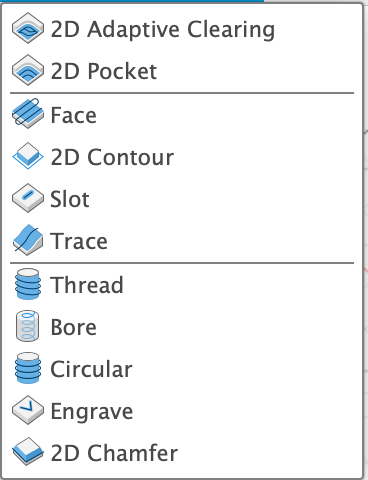 2D Adaptive Clearing
2D Pocket
Face
2D Contour
Slot
Trace
Thread
Bore
Circular
Engrave
2D Chamfer